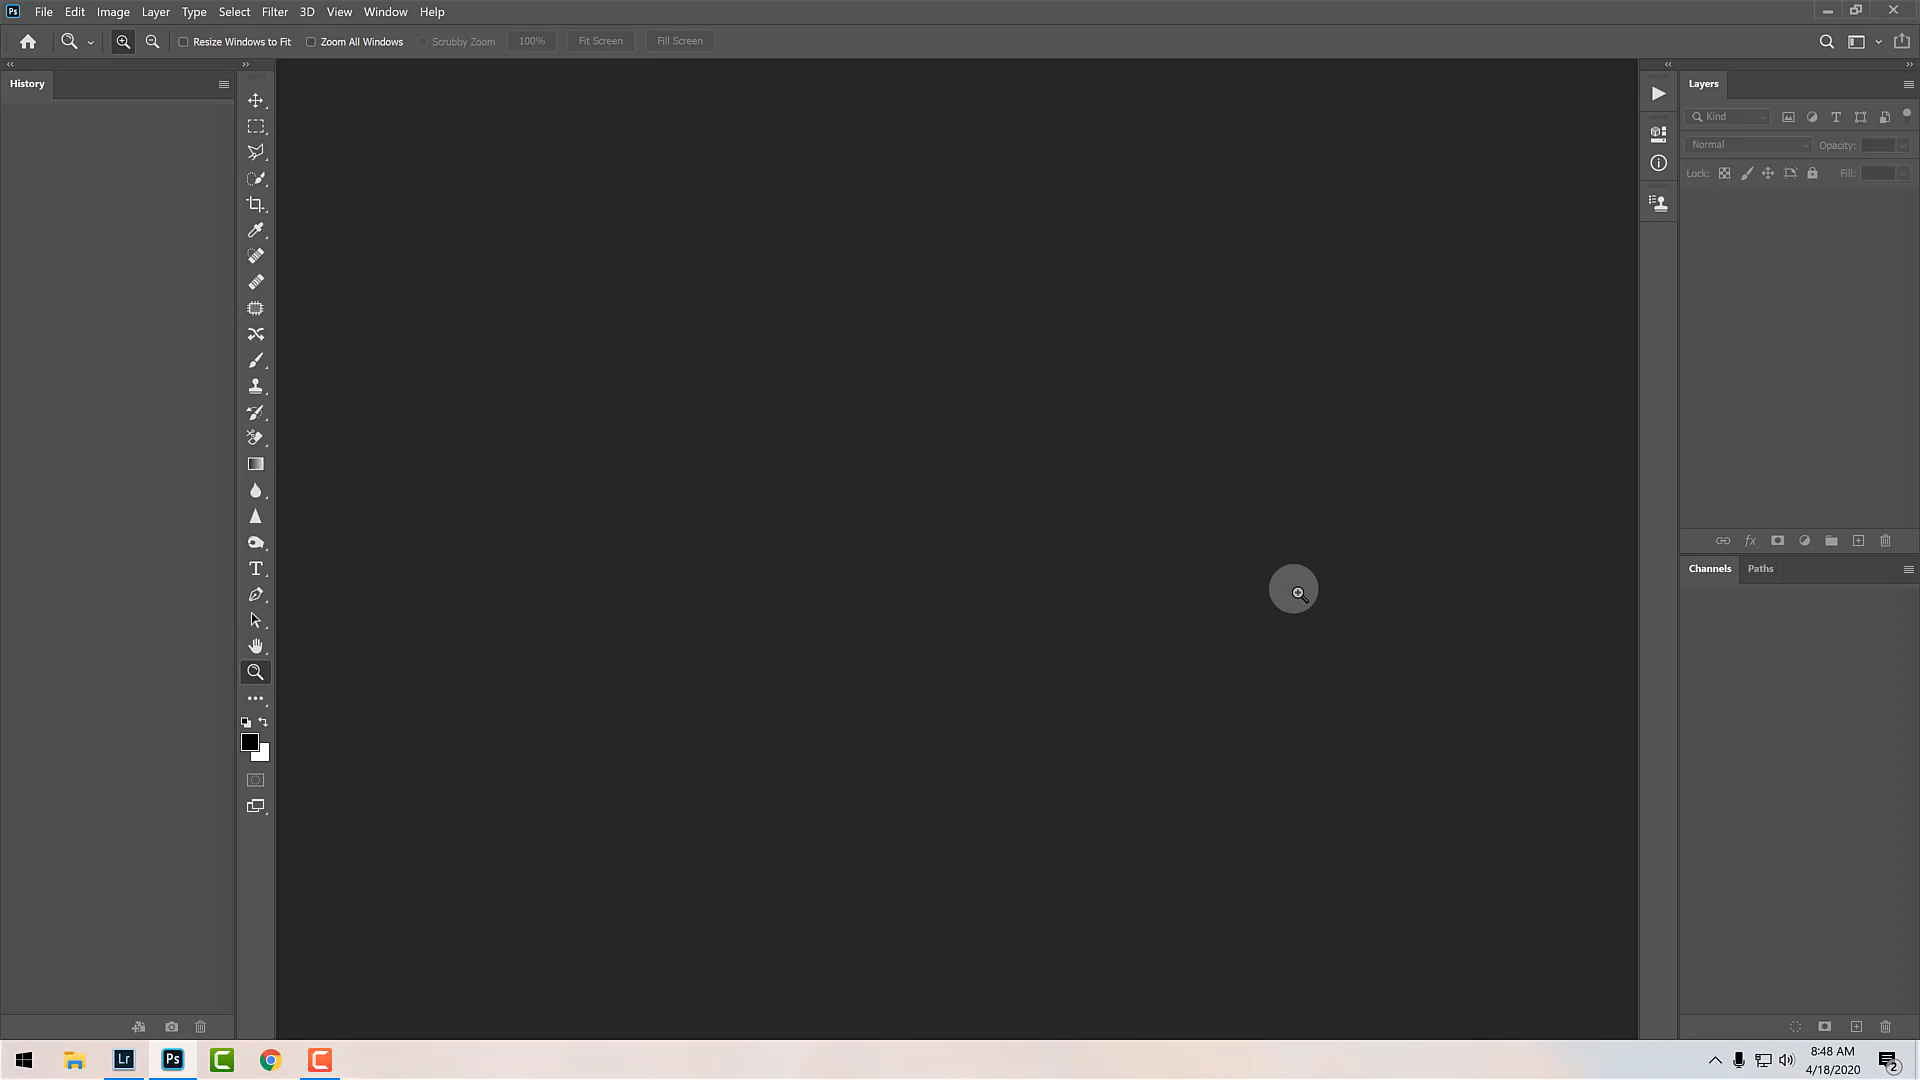 Ps File Edit Image Layer Type Select Filter 3D View Window Help
Resize Windows to Fit Zoom All Windows Scrubby Zoom 100% Fit Screen Fill Screen
History
Layers
Kind
Normal Opacity:
Lock: Fill:
fx
Channels Paths
Lr Ps
8:48 AM
4/18/2020
2